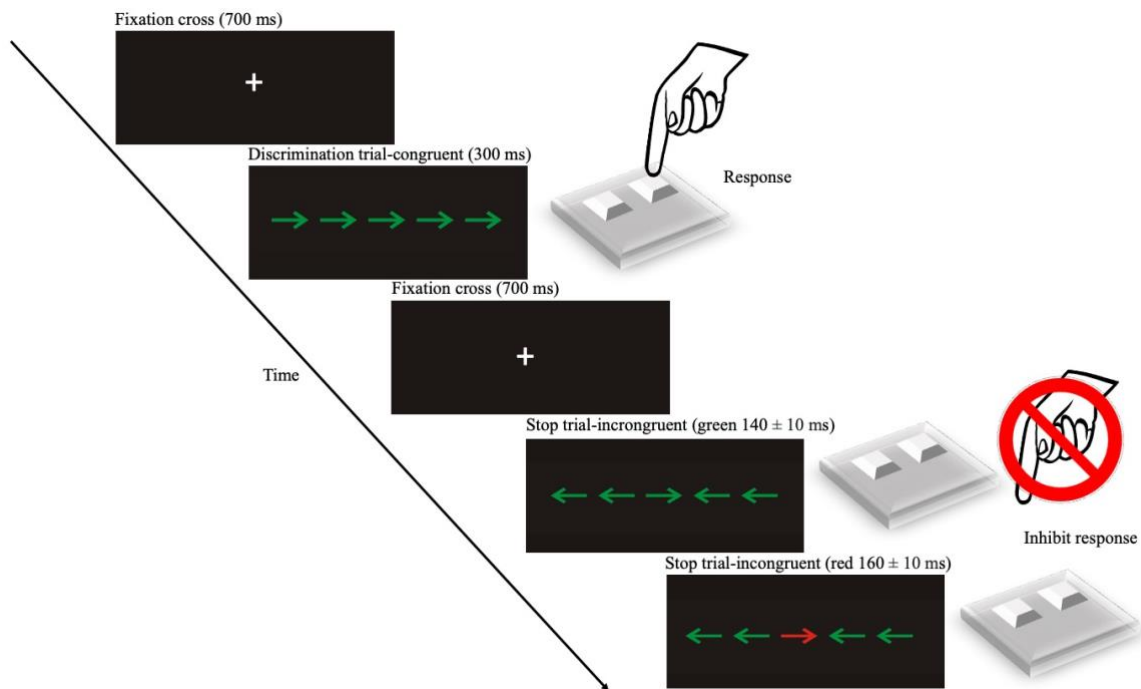 Fixation cross (700 ms)
Discrimination trial-congruent (300 ms)
Response
Fixation cross (700 ms)
Time
Stop trial-incrongruent (green 140 ± 10 ms)
Inhibit response
Stop trial-incongruent (red 160 ± 10 ms)